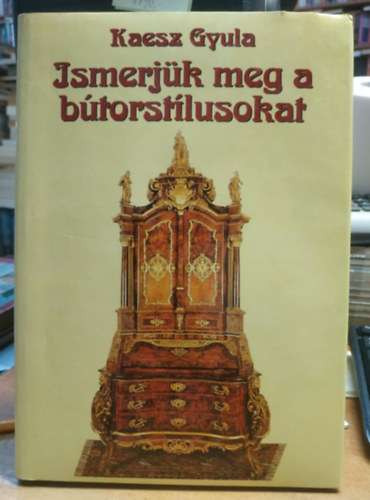 Kaesz Gyula
Ismerjük meg a
bútorstílusokat